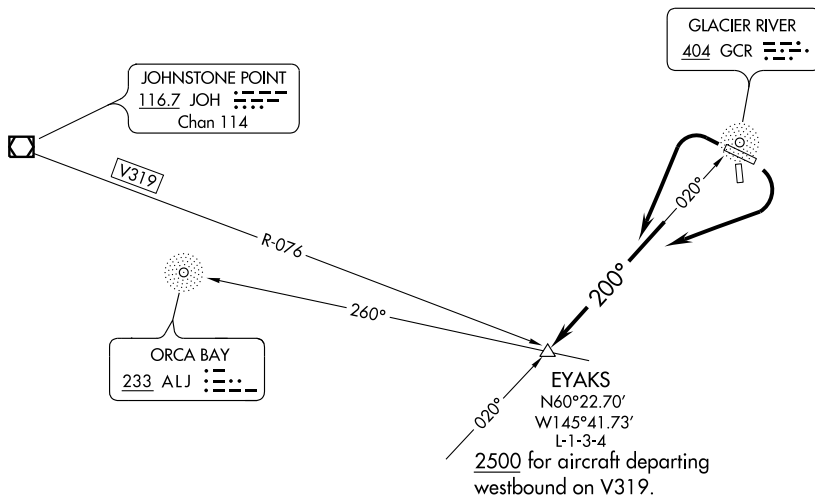 GLACIER RIVER
404 GCR
JOHNSTONE POINT
116.7 JOH
Chan 114
V319
R-076
020°
200°
260°
ORCA BAY
233 ALJ
020°
EYAKS
N60°22.70'
W145°41.73'
L-1-3-4
2500 for aircraft departing
westbound on V319.